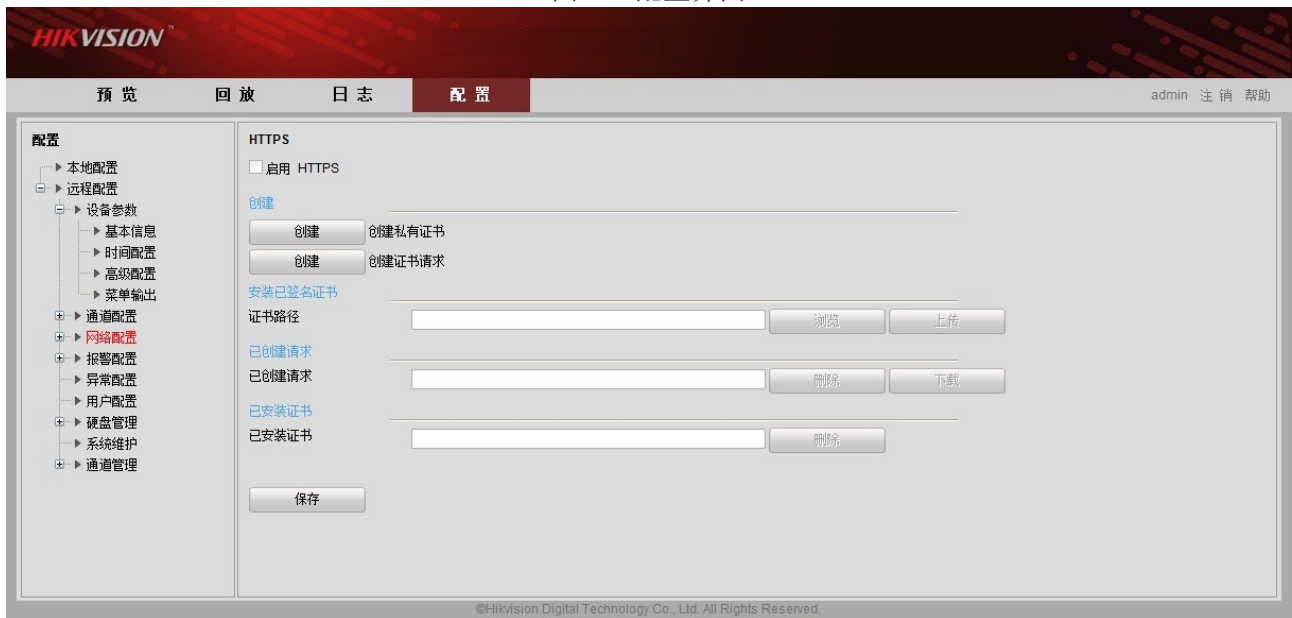 HIKVISION
预 览 回 放 日 志 配 置 admin 注 销 帮助
配置
本地配置
远程配置
设备参数
基本信息
时间配置
高级配置
菜单输出
通道配置
网络配置
报警配置
异常配置
用户配置
硬盘管理
系统维护
通道管理
HTTPS
启用 HTTPS
创建
创建 创建私有证书
创建 创建证书请求
安装已签名证书
证书路径 浏览 上传
已创建请求
已创建请求 删除 下载
已安装证书
已安装证书 删除
保存
©Hikvision Digital Technology Co., Ltd. All Rights Reserved.